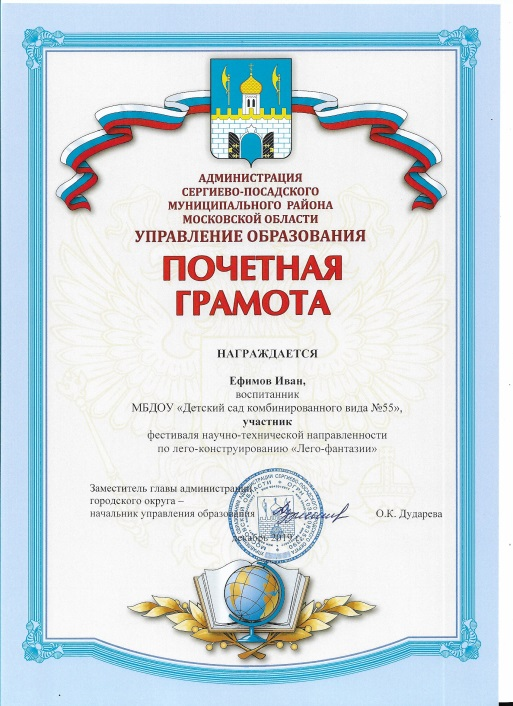 АДМИНИСТРАЦИЯ
СЕРГИЕВО-ПОСАДСКОГО
МУНИЦИПАЛЬНОГО РАЙОНА
МОСКОВСКОЙ ОБЛАСТИ
УПРАВЛЕНИЕ ОБРАЗОВАНИЯ
ПОЧЕТНАЯ
ГРАМОТА
НАГРАЖДАЕТСЯ
Ефимов Иван,
воспитанник
МБДОУ «Детский сад комбинированного вида №55»,
участник
фестиваля научно-технической направленности
по лего-конструированию «Лего-фантазии»
Заместитель главы администрации
городского округа –
начальник управления образования О.К. Дударева
декабрь 2019 г.